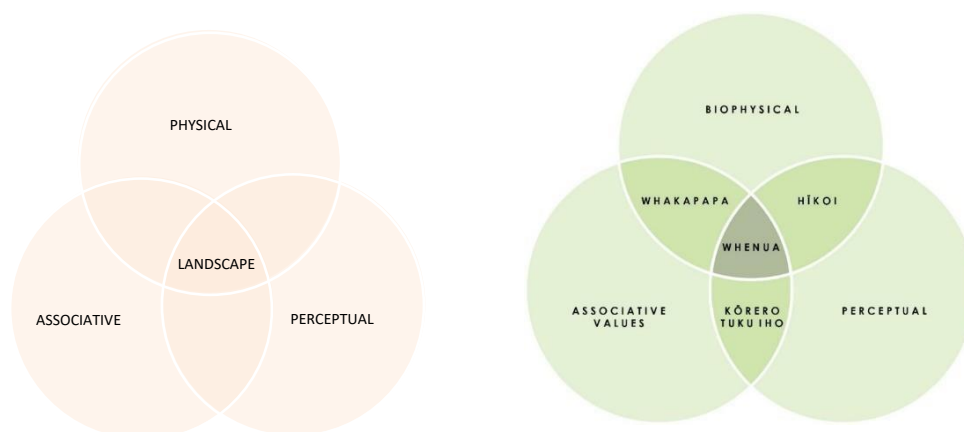 PHYSICAL
LANDSCAPE
ASSOCIATIVE
PERCEPTUAL
BIOPHYSICAL
WHAKAPAPA
HĪKOI
WHENUA
ASSOCIATIVE
VALUES
KŌRERO
TUKU IHO
PERCEPTUAL